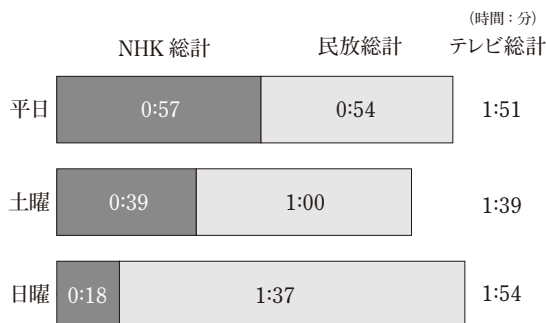 (時間：分)
NHK 総計 民放総計 テレビ総計
平日 0:57 0:54 1:51
土曜 0:39 1:00 1:39
日曜 0:18 1:37 1:54